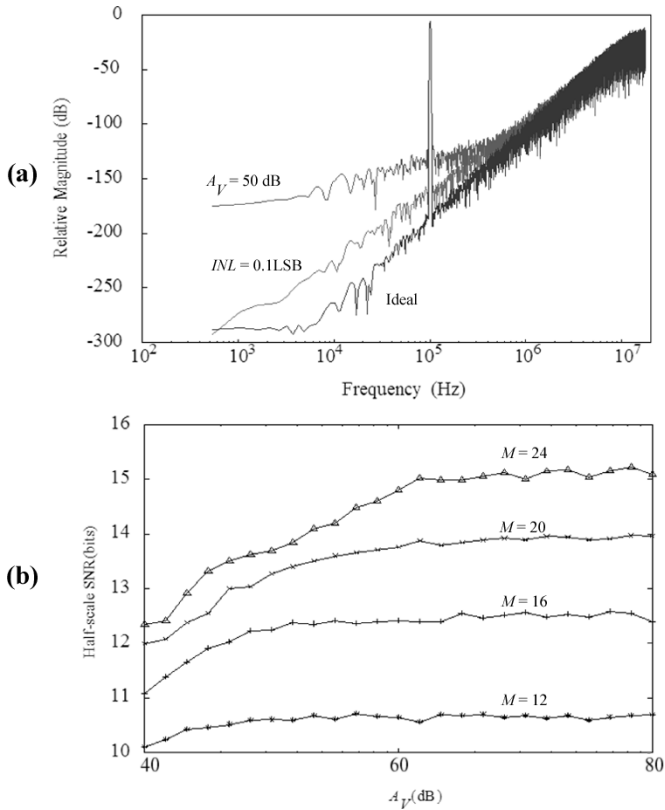 (a)
Relative Magnitude (dB)
0
-50
-100
-150
-200
-250
-300
A_V = 50 dB
INL = 0.1LSB
Ideal
10^2 10^3 10^4 10^5 10^6 10^7
Frequency (Hz)
(b)
Half-scale SNR(bits)
16
15
14
13
12
11
10
M = 24
M = 20
M = 16
M = 12
40 60 80
A_V(dB)